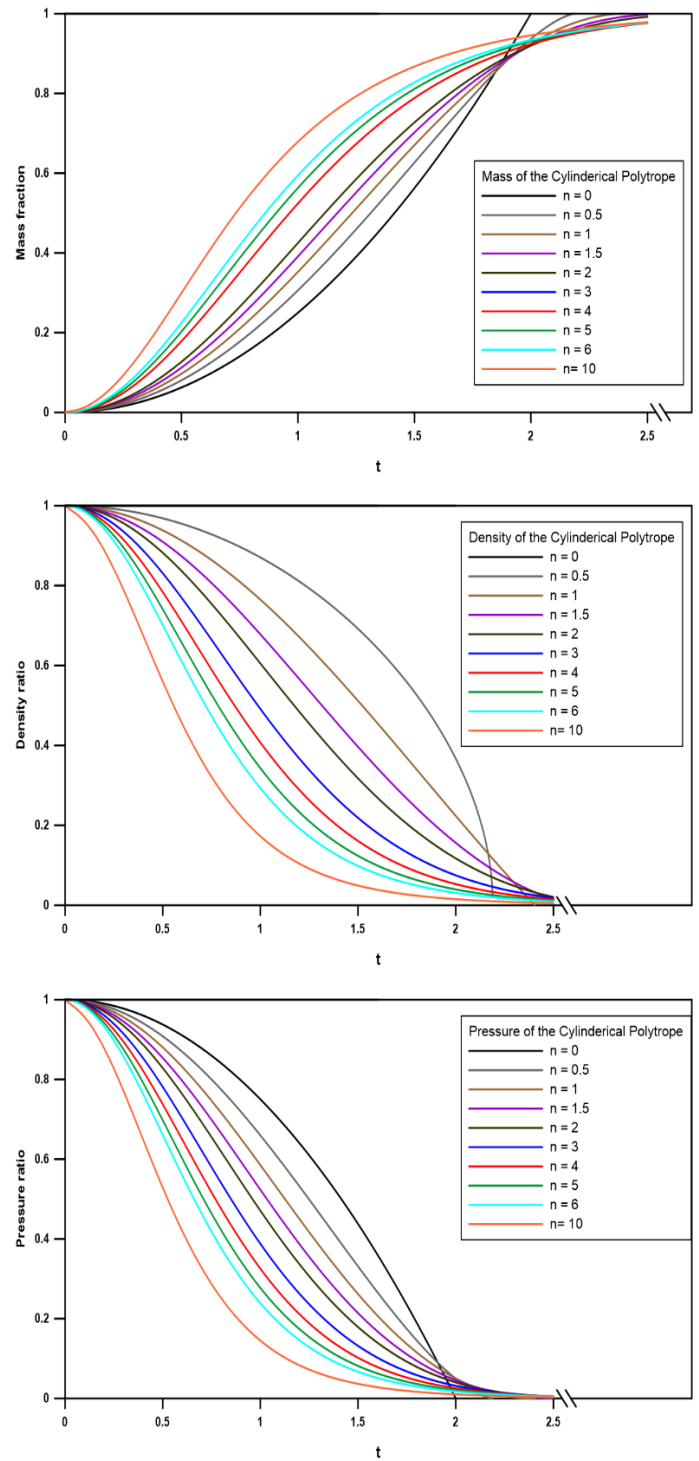 1
0.8
0.6
0.4
0.2
0
Mass fraction
Mass of the Cylinderical Polytrope
n = 0
n = 0.5
n = 1
n = 1.5
n = 2
n = 3
n = 4
n = 5
n = 6
n= 10
0 0.5 1 1.5 2 2.5
t
1
0.8
0.6
0.4
0.2
0
Density ratio
Density of the Cylinderical Polytrope
n = 0
n = 0.5
n = 1
n = 1.5
n = 2
n = 3
n = 4
n = 5
n = 6
n= 10
0 0.5 1 1.5 2 2.5
t
1
0.8
0.6
0.4
0.2
0
Pressure ratio
Pressure of the Cylinderical Polytrope
n = 0
n = 0.5
n = 1
n = 1.5
n = 2
n = 3
n = 4
n = 5
n = 6
n= 10
0 0.5 1 1.5 2 2.5
t